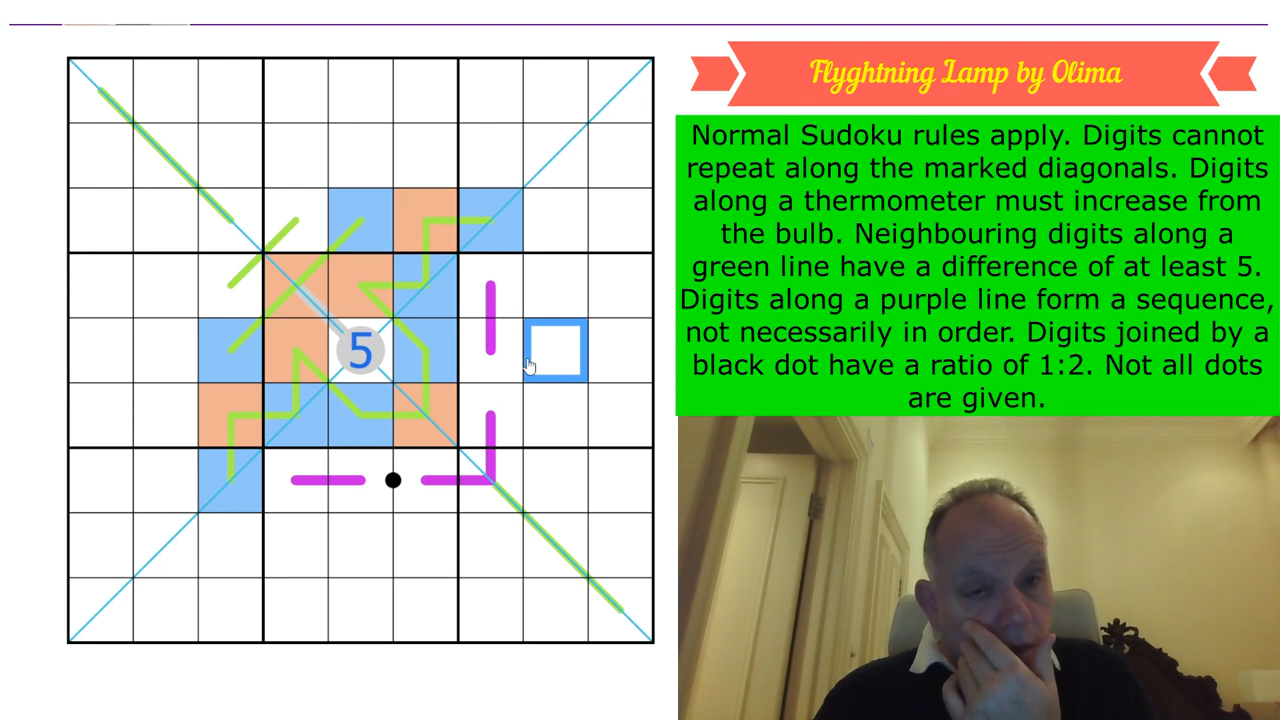 Flyghtning Lamp by Olima
Normal Sudoku rules apply. Digits cannot
repeat along the marked diagonals. Digits
along a thermometer must increase from
the bulb. Neighbouring digits along a
green line have a difference of at least 5.
Digits along a purple line form a sequence,
not necessarily in order. Digits joined by a
black dot have a ratio of 1:2. Not all dots
are given.
5